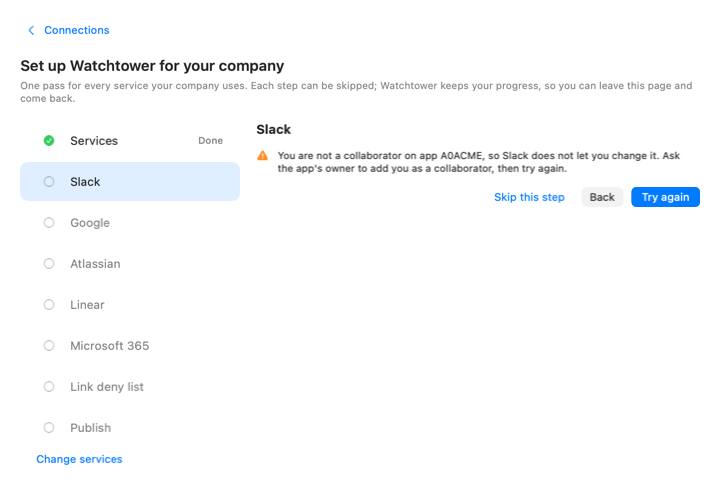 Connections
Set up Watchtower for your company
One pass for every service your company uses. Each step can be skipped; Watchtower keeps your progress, so you can leave this page and
come back.
Services
Done
Slack
Google
Atlassian
Linear
Microsoft 365
Link deny list
Publish
Change services
Slack
You are not a collaborator on app A0ACME, so Slack does not let you change it. Ask
the app's owner to add you as a collaborator, then try again.
Skip this step
Back
Try again